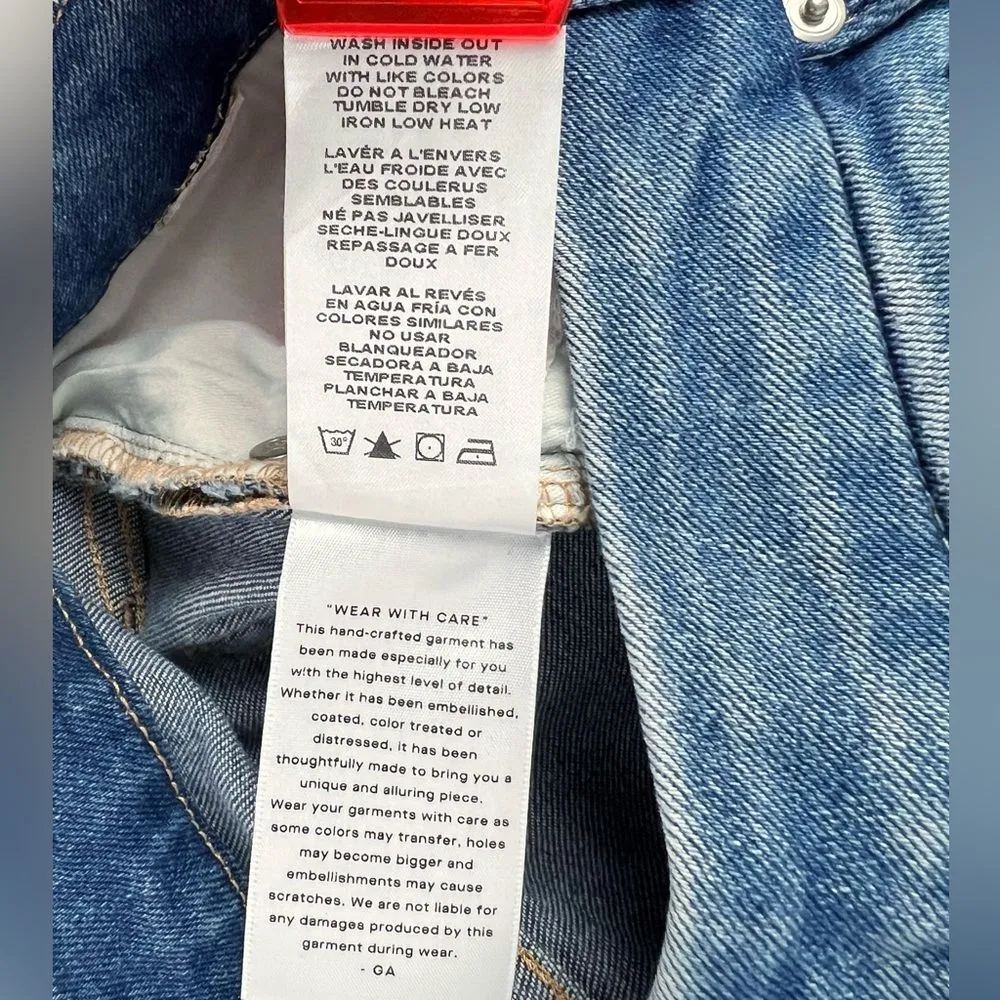 WASH INSIDE OUT
IN COLD WATER
WITH LIKE COLORS
DO NOT BLEACH
TUMBLE DRY LOW
IRON LOW HEAT
LAVÉR A L'ENVERS
L'EAU FROIDE AVEC
DES COULERUS
SEMBLABLES
NÉ PAS JAVELLISER
SECHE-LINGUE DOUX
REPASSAGE A FER
DOUX
LAVAR AL REVÉS
EN AGUA FRÍA CON
COLORES SIMILARES
NO USAR
BLANQUEADOR
SECADORA A BAJA
TEMPERATURA
PLANCHAR A BAJA
TEMPERATURA
30°
"WEAR WITH CARE"
This hand-crafted garment has
been made especially for you
with the highest level of detail.
Whether it has been embellished,
coated, color treated or
distressed, it has been
thoughtfully made to bring you a
unique and alluring piece.
Wear your garments with care as
some colors may transfer, holes
may become bigger and
embellishments may cause
scratches. We are not liable for
any damages produced by this
garment during wear.
- GA